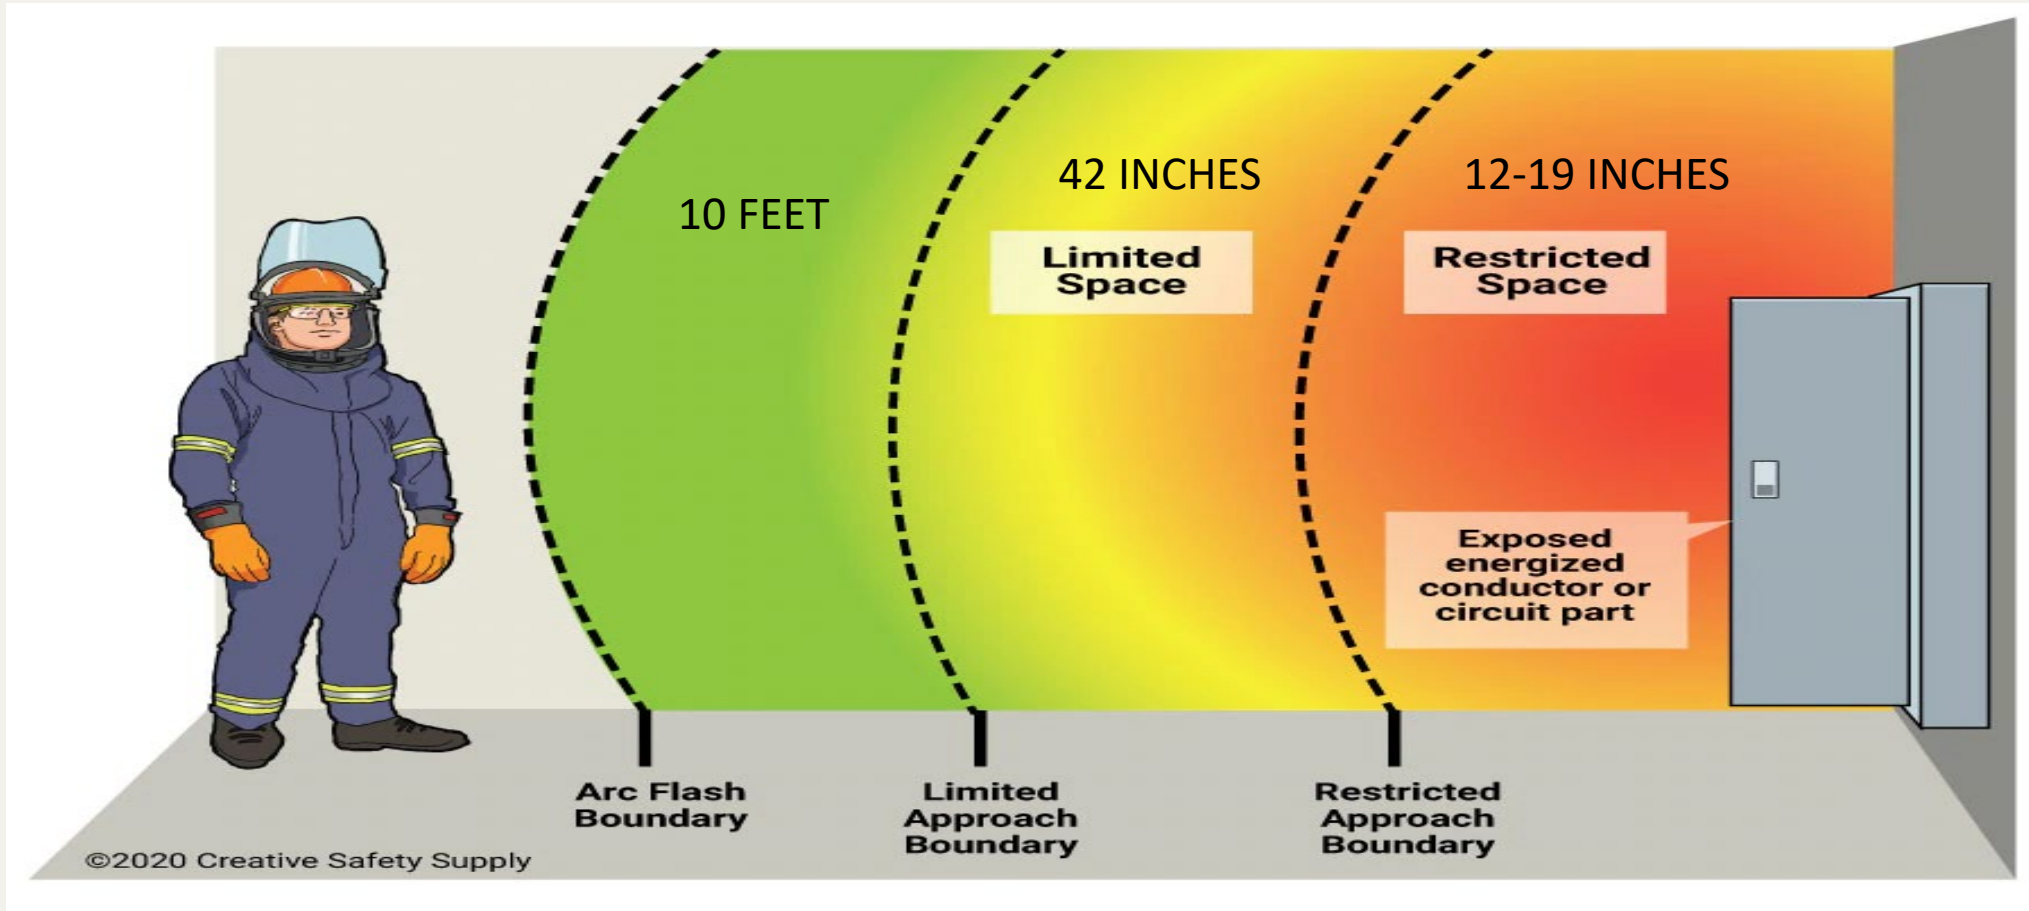 10 FEET
42 INCHES
12-19 INCHES
Limited
Space
Restricted
Space
Exposed
energized
conductor or
circuit part
Arc Flash
Boundary
Limited
Approach
Boundary
Restricted
Approach
Boundary
©2020 Creative Safety Supply